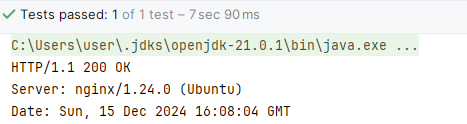 Tests passed: 1 of 1 test – 7 sec 90 ms
C:\Users\user\.jdks\openjdk-21.0.1\bin\java.exe ...
HTTP/1.1 200 OK
Server: nginx/1.24.0 (Ubuntu)
Date: Sun, 15 Dec 2024 16:08:04 GMT